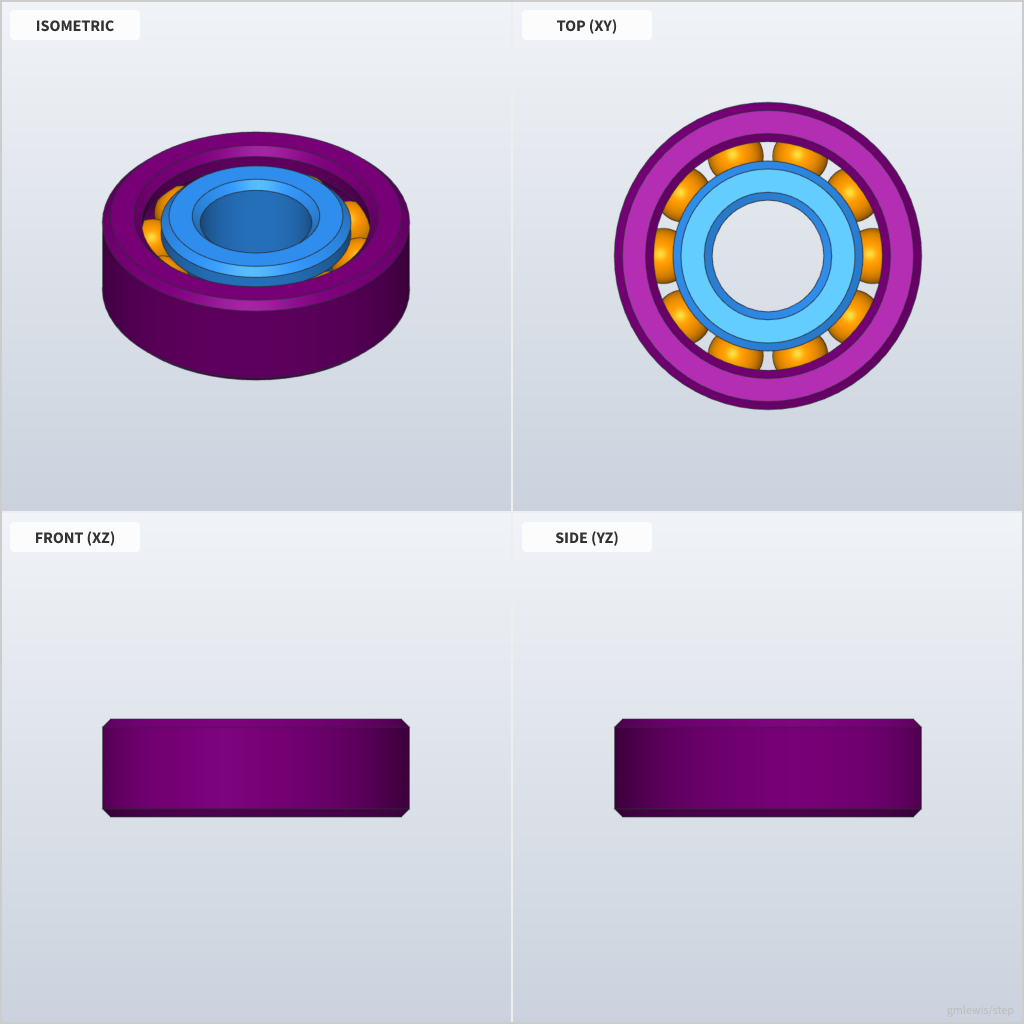 ISOMETRIC
TOP (XY)
FRONT (XZ)
SIDE (YZ)
gmlewis/step